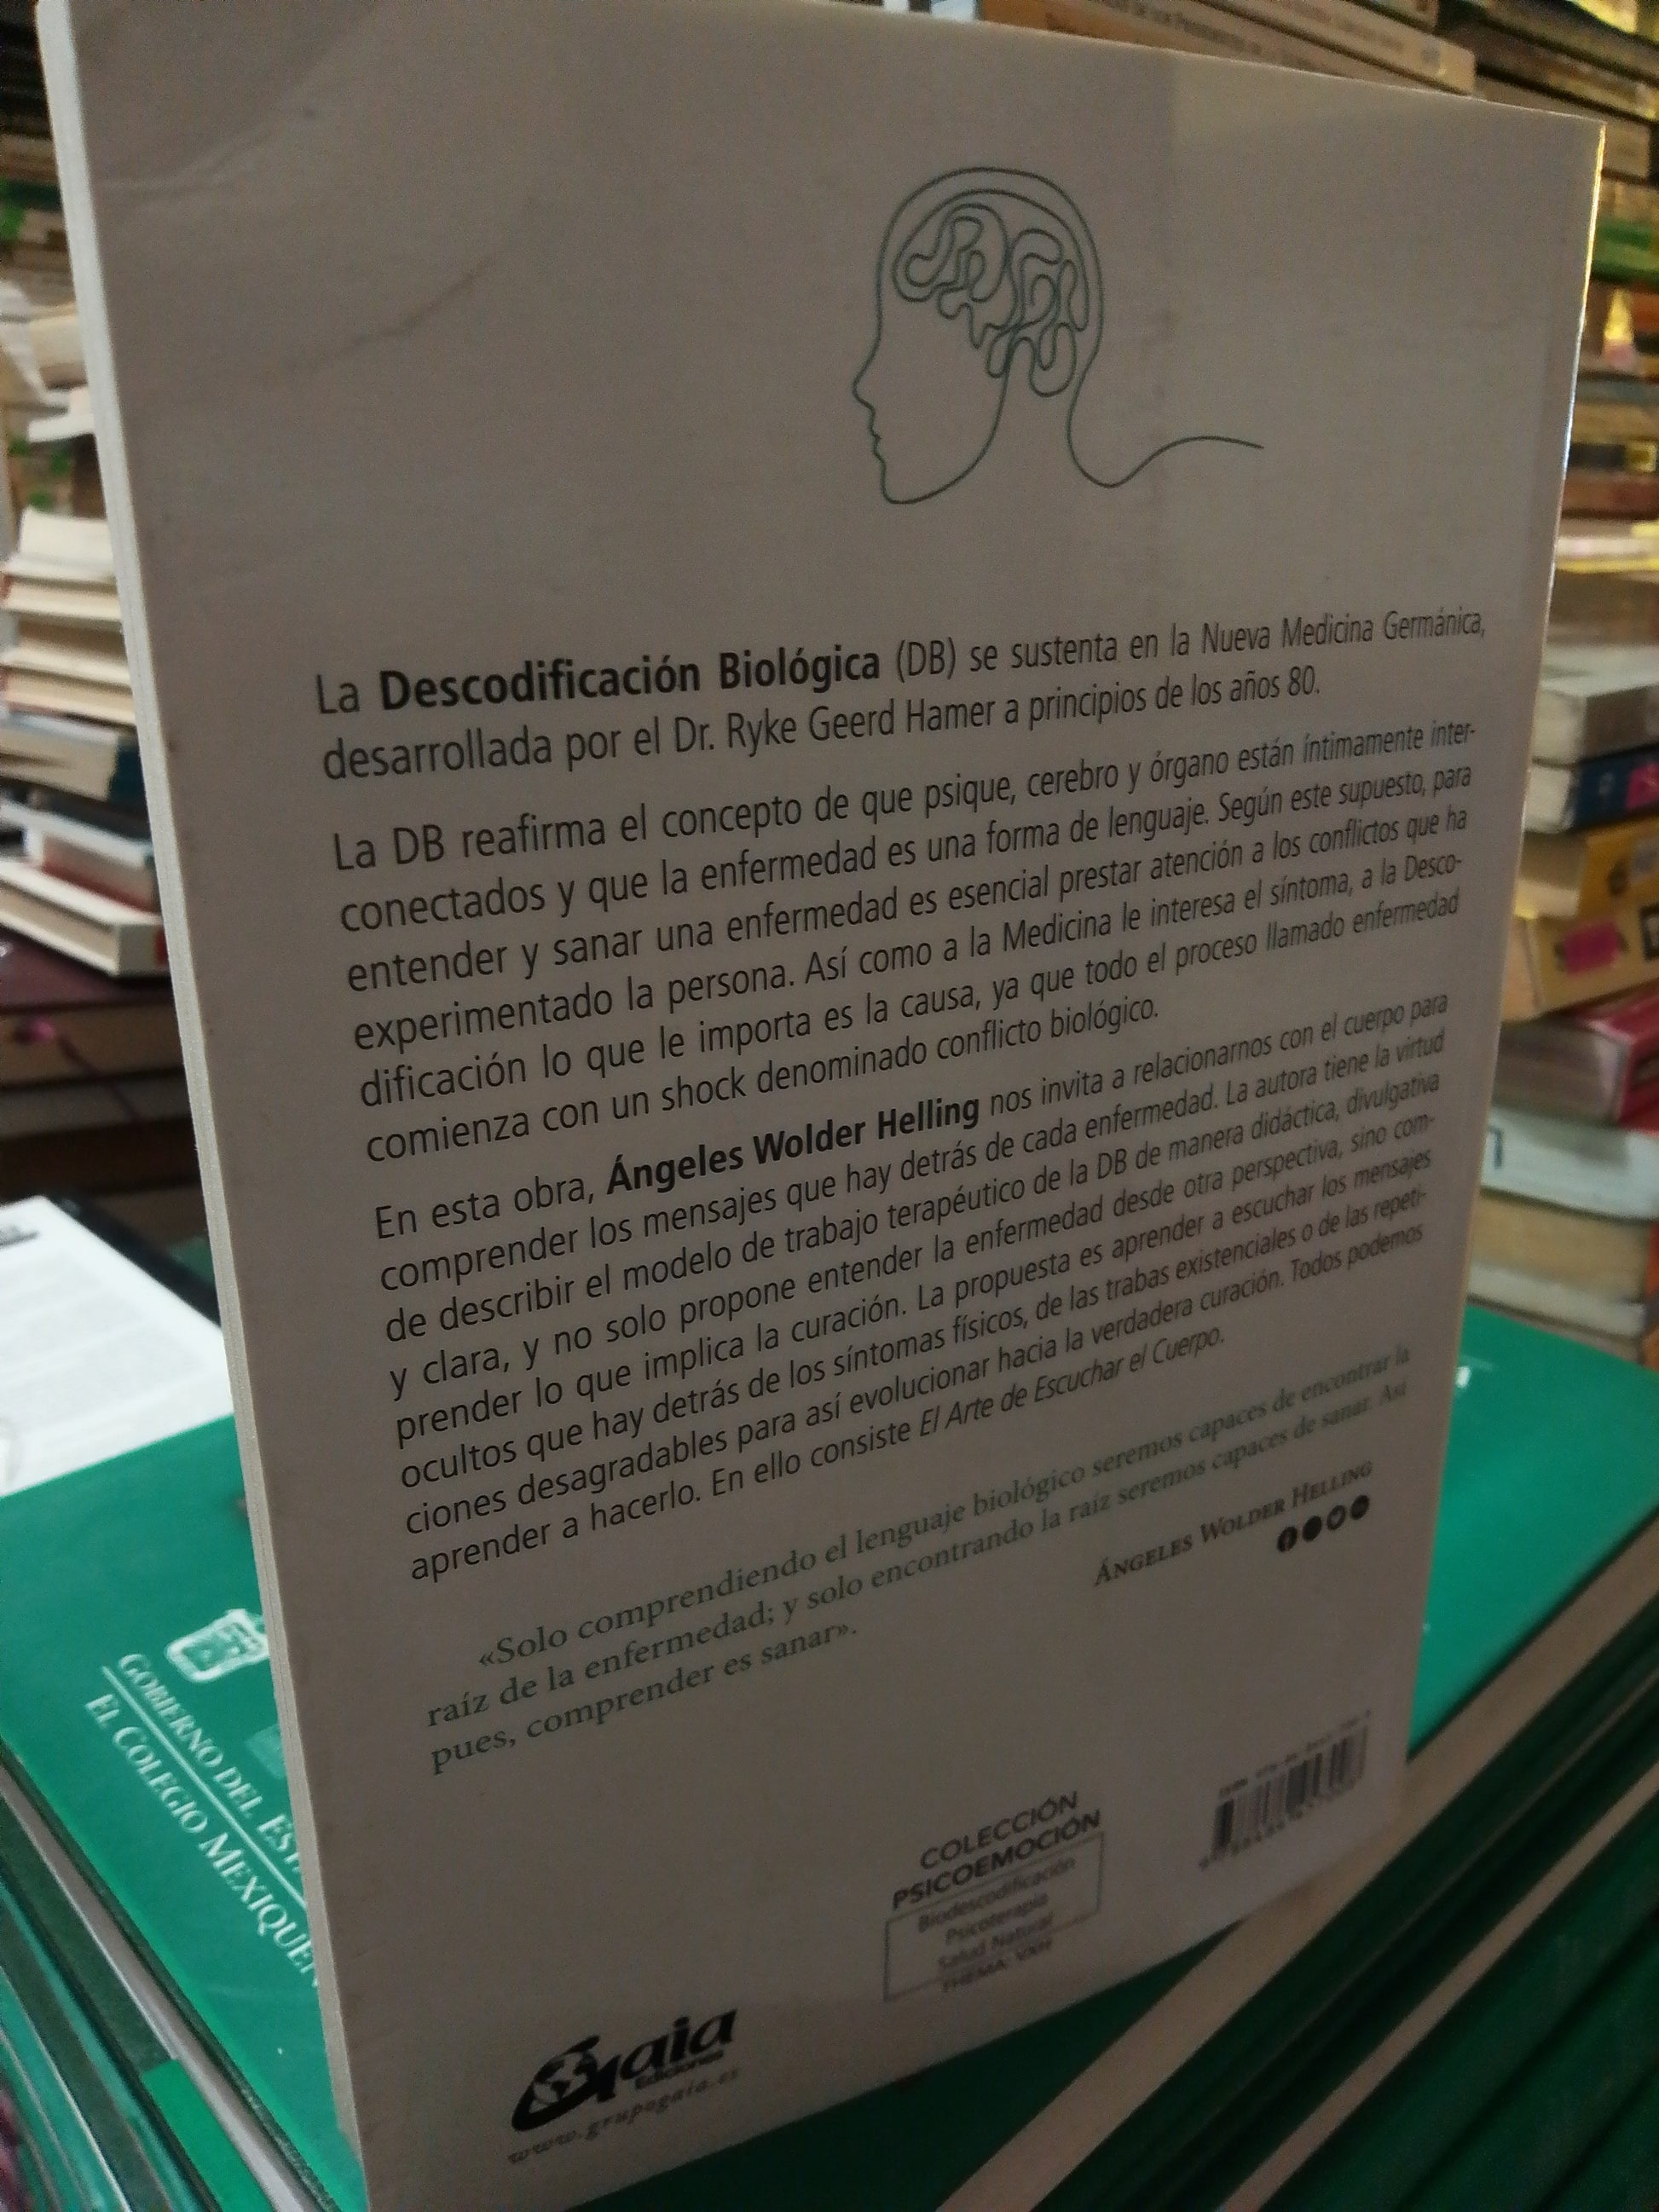 La Descodificación Biológica (DB) se sustenta en la Nueva Medicina Germánica,
desarrollada por el Dr. Ryke Geerd Hamer a principios de los años 80.
La DB reafirma el concepto de que psique, cerebro y órgano están íntimamente inter-
conectados y que la enfermedad es una forma de lenguaje. Según este supuesto, para
entender y sanar una enfermedad es esencial prestar atención a los conflictos que ha
experimentado la persona. Así como a la Medicina le interesa el síntoma, a la Desco-
dificación lo que le importa es la causa, ya que todo el proceso llamado enfermedad
comienza con un shock denominado conflicto biológico.
En esta obra, Ángeles Wolder Helling nos invita a relacionarnos con el cuerpo para
comprender los mensajes que hay detrás de cada enfermedad. La autora tiene la virtud
de describir el modelo de trabajo terapéutico de la DB de manera didáctica, divulgativa
y clara, y no solo propone entender la enfermedad desde otra perspectiva, sino com-
prender lo que implica la curación. La propuesta es aprender a escuchar los mensajes
ocultos que hay detrás de los síntomas físicos, de las trabas existenciales o de las repeti-
ciones desagradables para así evolucionar hacia la verdadera curación. Todos podemos
aprender a hacerlo. En ello consiste El Arte de Escuchar el Cuerpo.
«Solo comprendiendo el lenguaje biológico seremos capaces de encontrar la
raíz de la enfermedad; y solo encontrando la raíz seremos capaces de sanar. Así
pues, comprender es sanar».
ÁNGELES WOLDER HELLING
COLECCIÓN
PSICOEMOCIÓN
Biodescodificación
Psicoterapia
Salud Natural
THEMA: VXH
Gaia
Ediciones
www.grupogaia.es
GOBIERNO DEL EST
EL COLEGIO MEXIQUEN